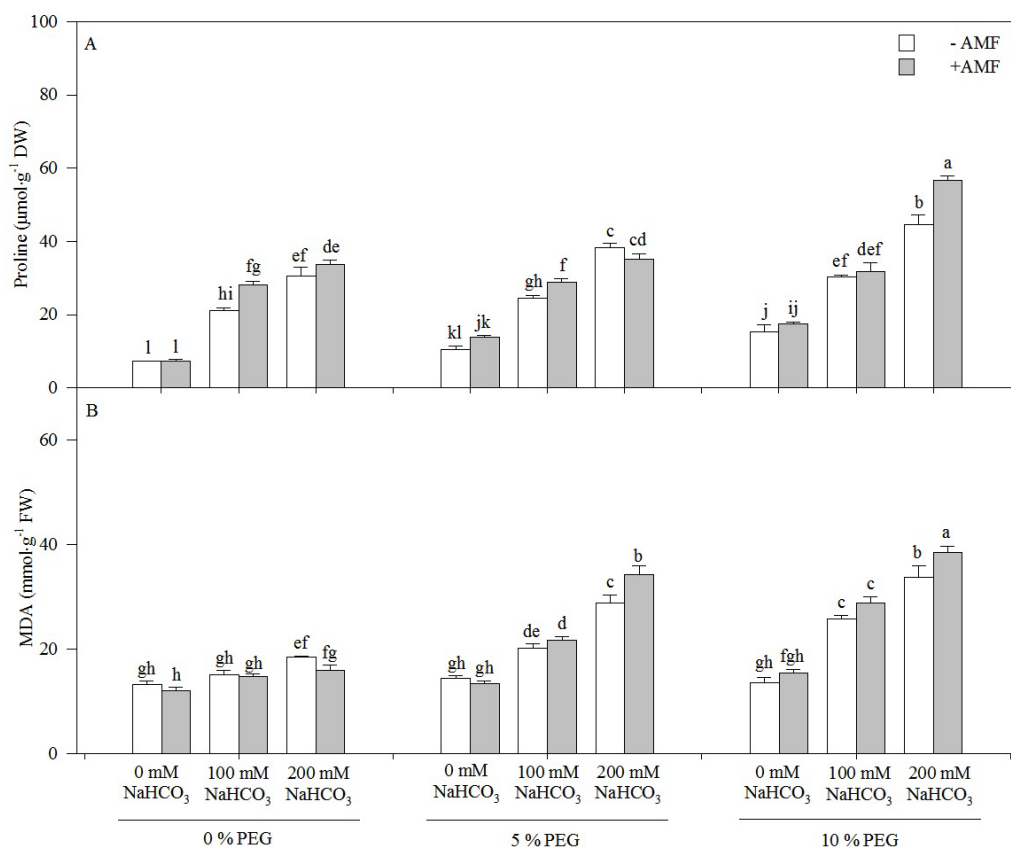 100
A
- AMF
+AMF
80
60
40
20
0
Proline (μmol·g⁻¹ DW)
l l hi fg ef de kl jk gh f c cd j ij ef def b a
B
60
40
20
0
MDA (mmol·g⁻¹ FW)
gh h gh gh ef fg gh gh de d c b gh fgh c c b a
0 mM 100 mM 200 mM 0 mM 100 mM 200 mM 0 mM 100 mM 200 mM
NaHCO₃ NaHCO₃ NaHCO₃ NaHCO₃ NaHCO₃ NaHCO₃ NaHCO₃ NaHCO₃ NaHCO₃
0 % PEG 5 % PEG 10 % PEG